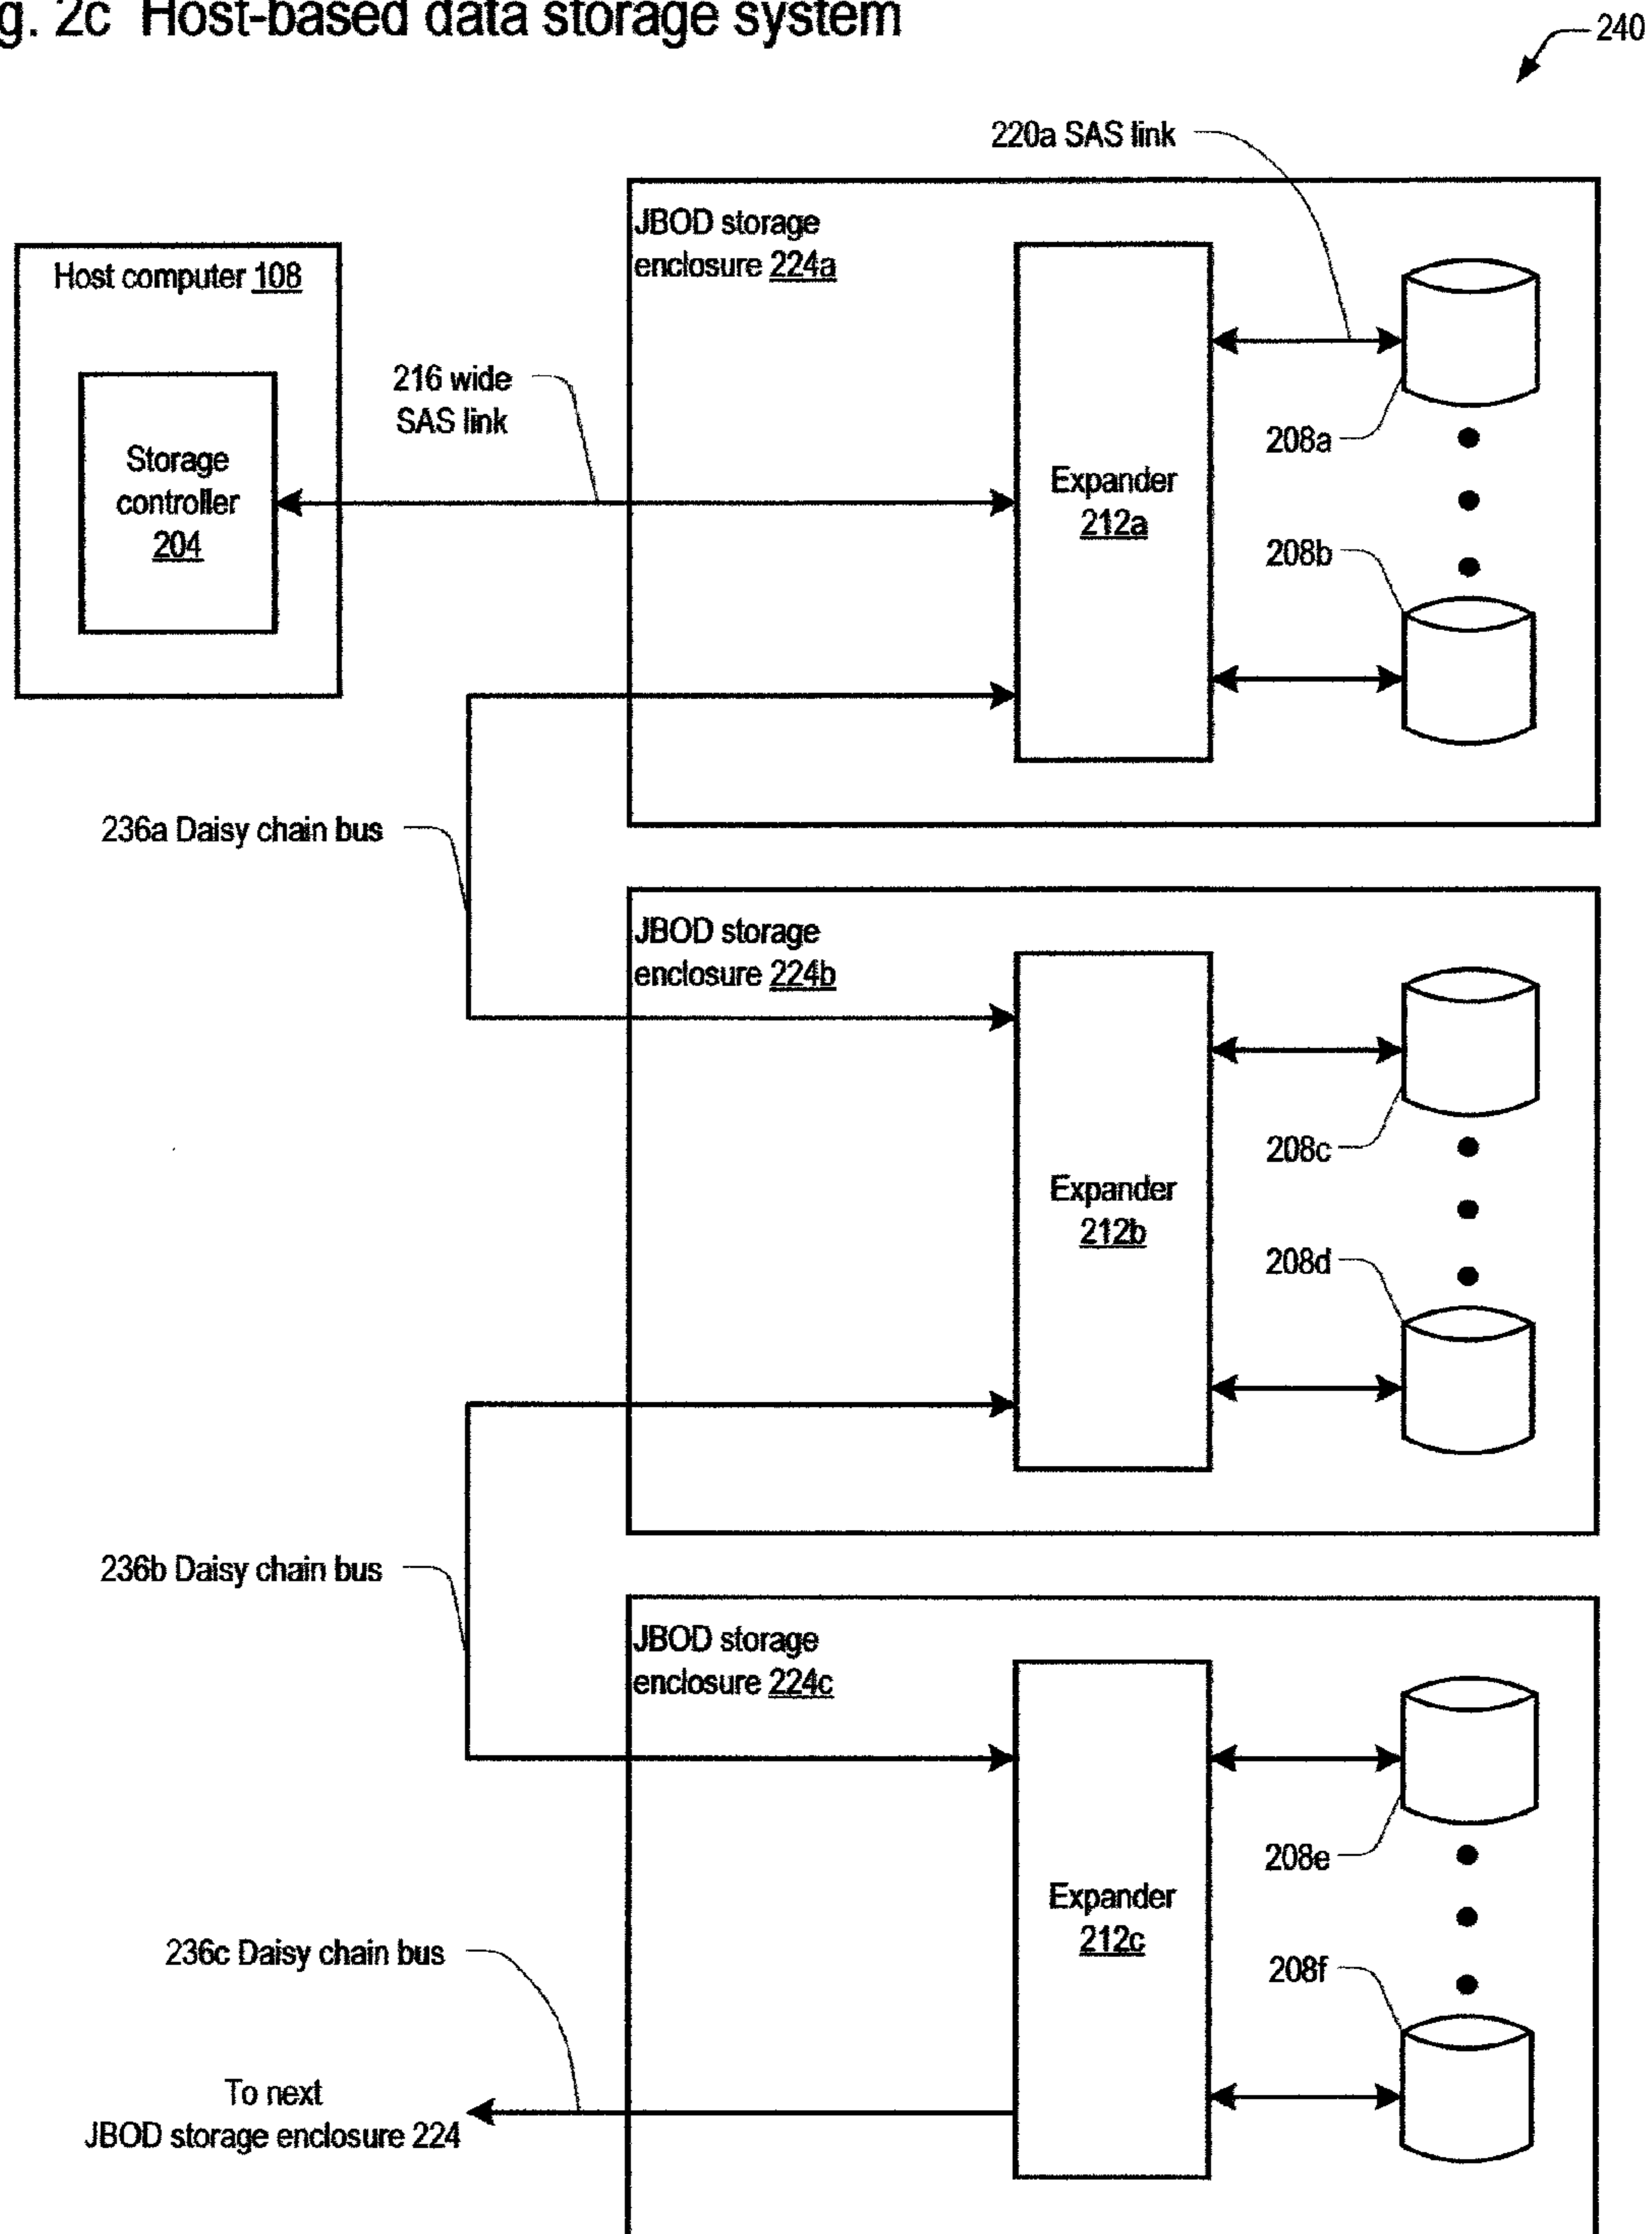 g. 2c Host-based data storage system
240
220a SAS link
JBOD storage
enclosure 224a
Host computer 108
216 wide
SAS link
Storage
controller
204
208a
Expander
212a
208b
236a Daisy chain bus
JBOD storage
enclosure 224b
208c
Expander
212b
208d
236b Daisy chain bus
JBOD storage
enclosure 224c
208e
Expander
212c
236c Daisy chain bus
208f
To next
JBOD storage enclosure 224